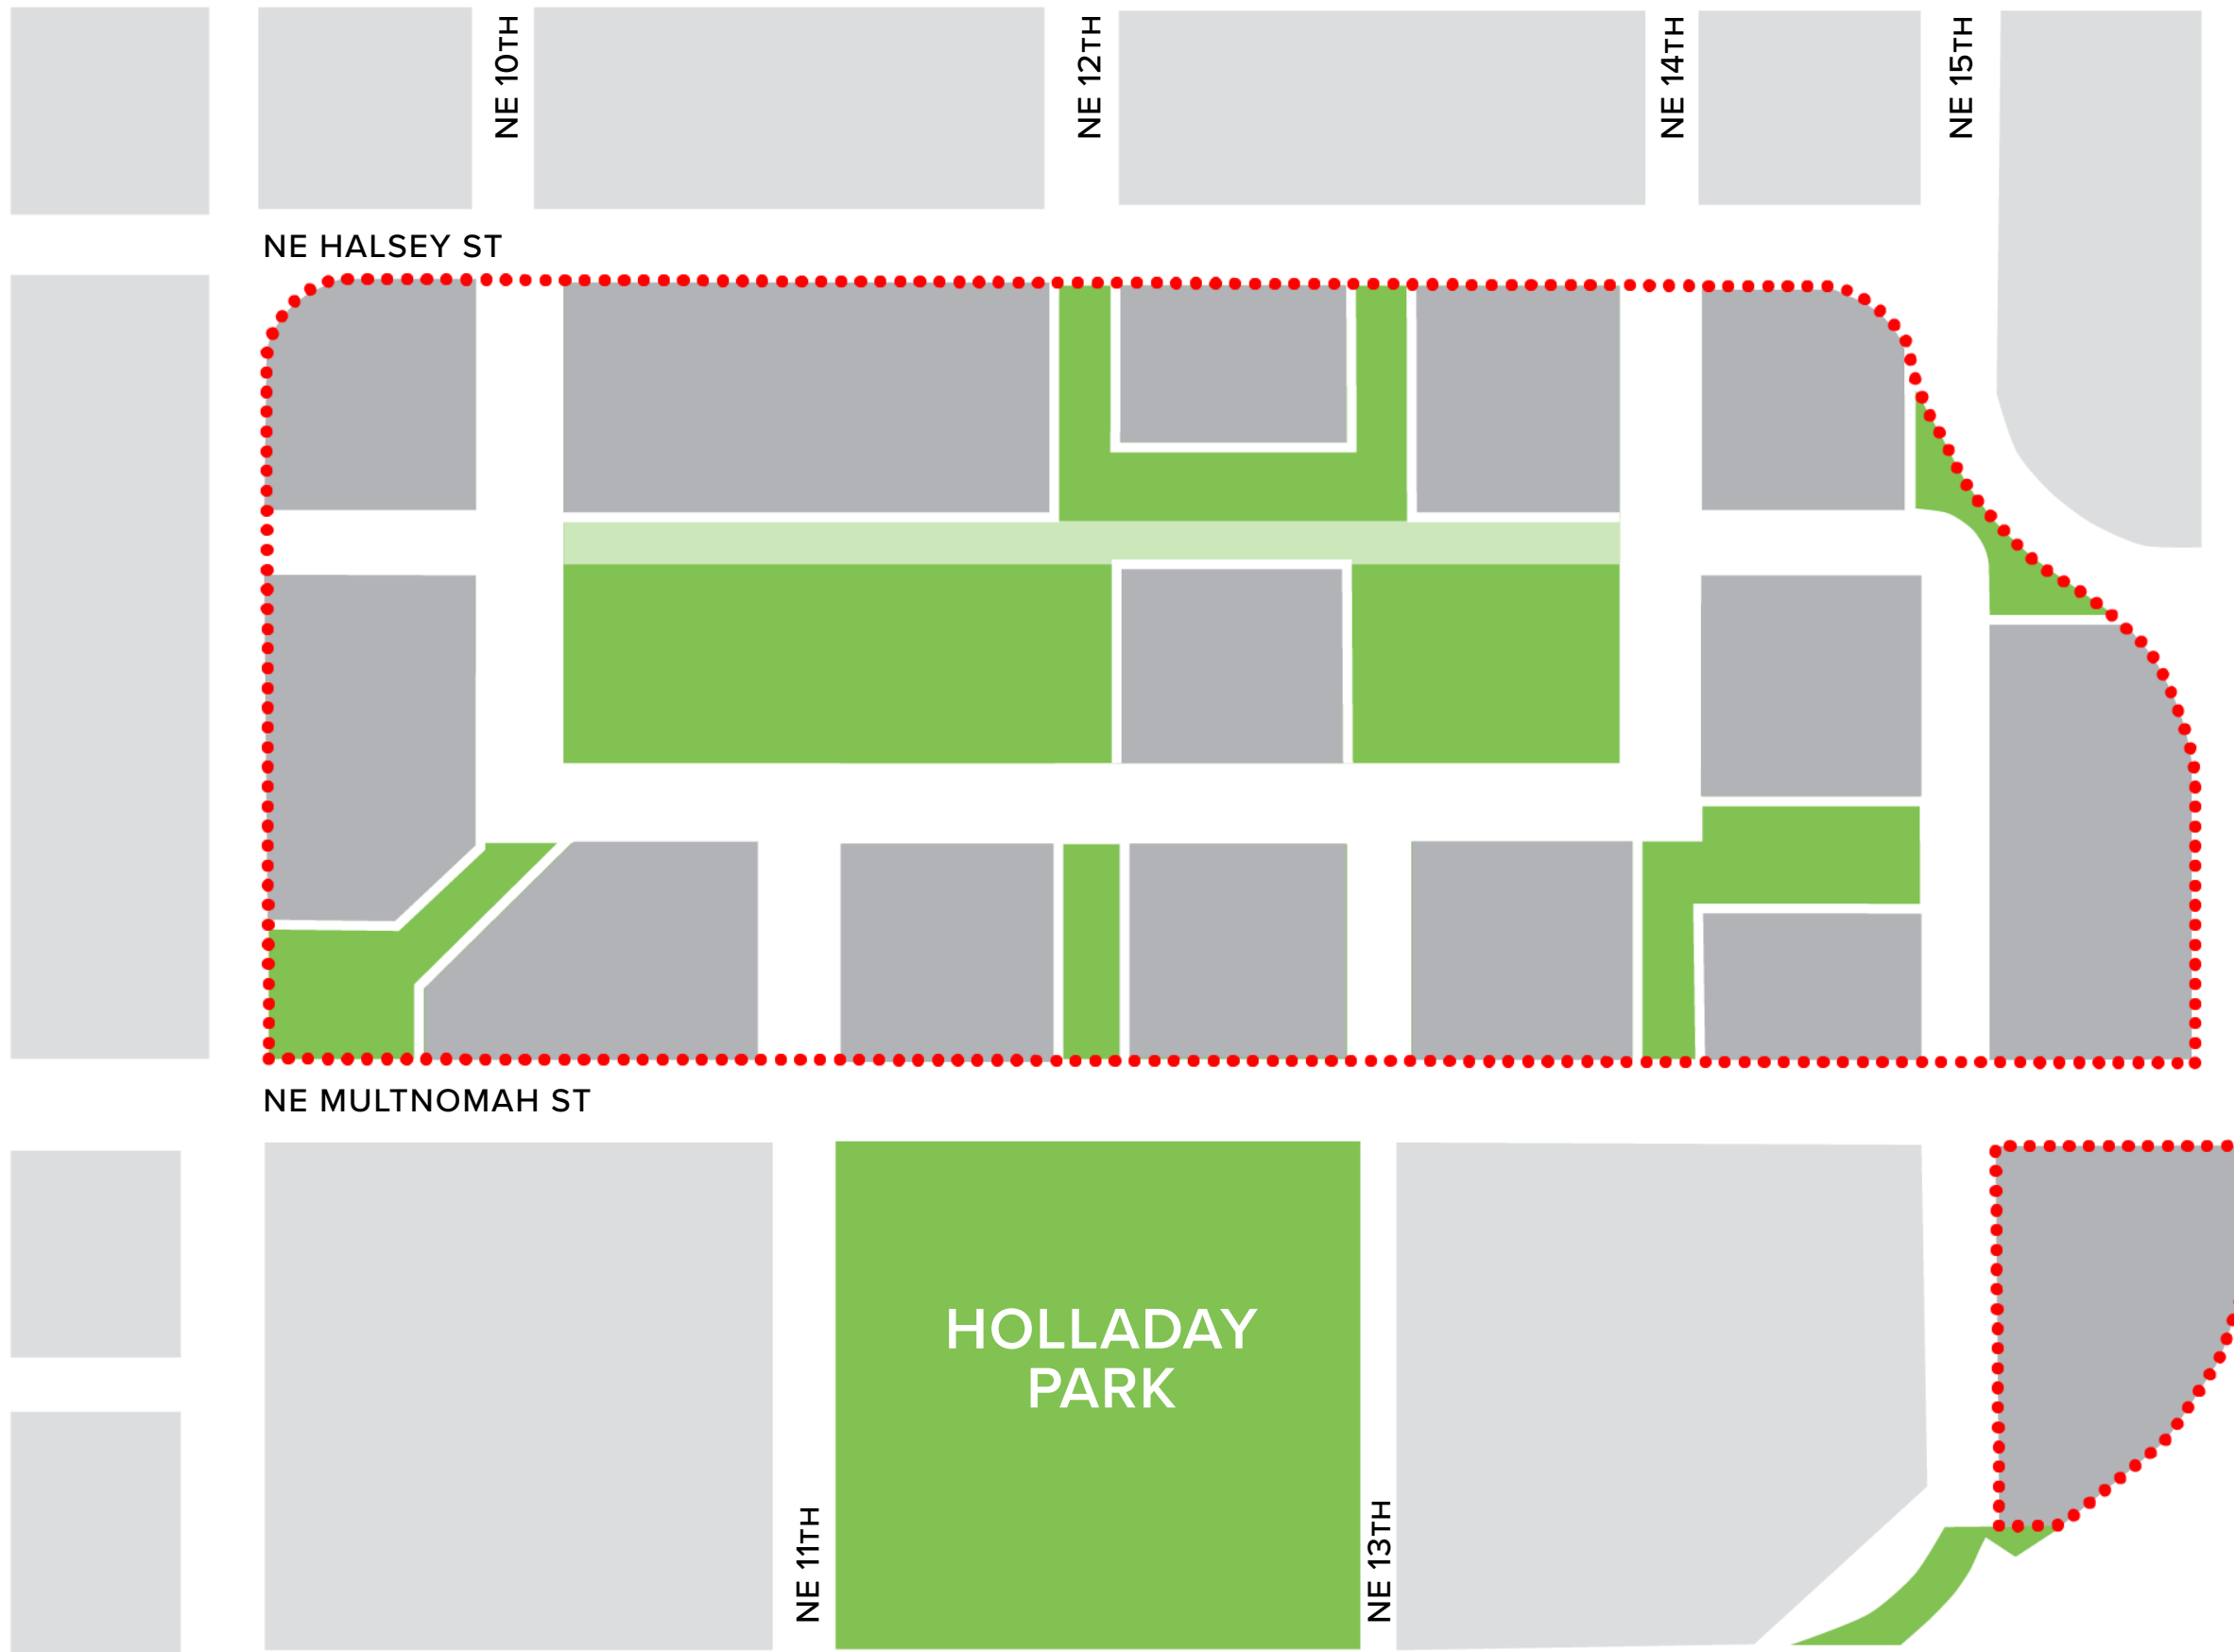 NE 10TH
NE 12TH
NE 14TH
NE 15TH
NE HALSEY ST
NE MULTNOMAH ST
HOLLADAY
PARK
NE 11TH
NE 13TH